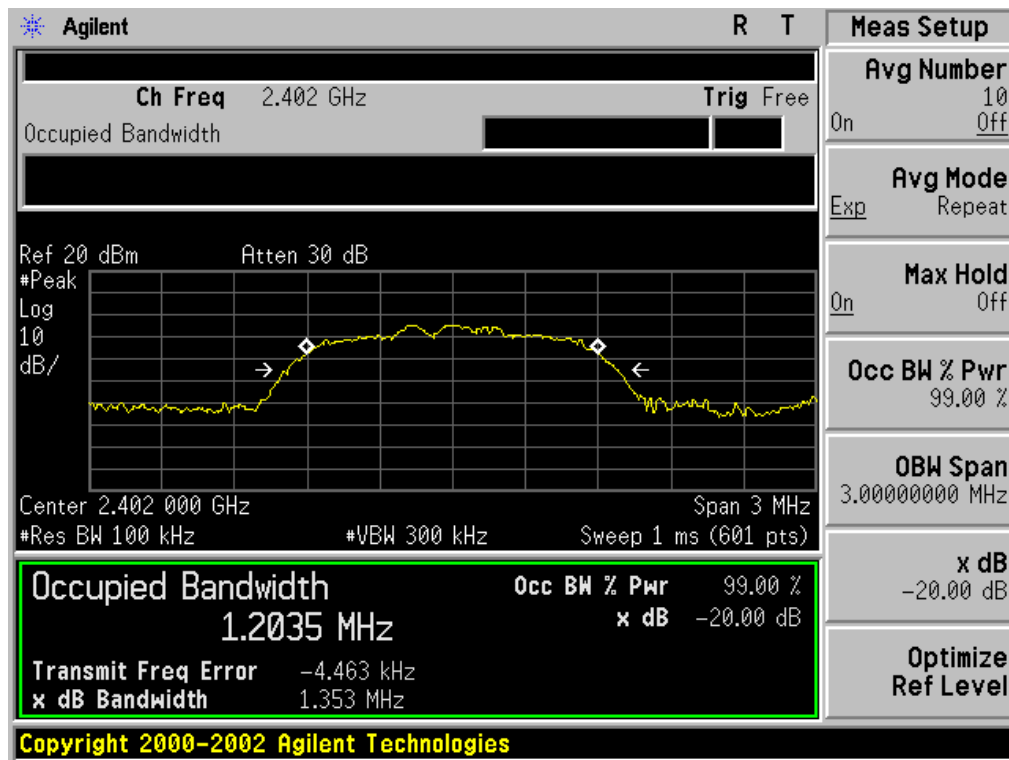 Agilent R T
Meas Setup
Ch Freq 2.402 GHz Trig Free
Occupied Bandwidth
Ref 20 dBm Atten 30 dB
#Peak
Log
10
dB/
Center 2.402 000 GHz Span 3 MHz
#Res BW 100 kHz #VBW 300 kHz Sweep 1 ms (601 pts)
Occupied Bandwidth Occ BW % Pwr 99.00 %
1.2035 MHz x dB -20.00 dB
Transmit Freq Error -4.463 kHz
x dB Bandwidth 1.353 MHz
Copyright 2000-2002 Agilent Technologies
Avg Number
10
On Off
Avg Mode
Exp Repeat
Max Hold
On Off
Occ BW % Pwr
99.00 %
OBW Span
3.00000000 MHz
x dB
-20.00 dB
Optimize
Ref Level